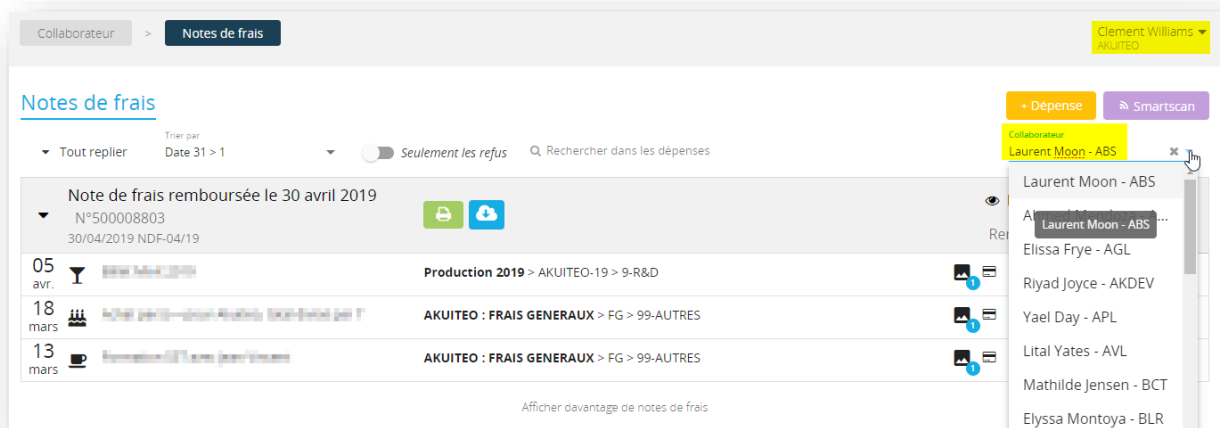 Collaborateur > Notes de frais
Clement Williams
AKUITEO
Notes de frais
+ Dépense
Smartscan
Tout replier
Trier par
Date 31 > 1
Seulement les refus
Rechercher dans les dépenses
Collaborateur
Laurent Moon - ABS
Note de frais remboursée le 30 avril 2019
N°500008803
30/04/2019 NDF-04/19
05
avr.
Production 2019 > AKUITEO-19 > 9-R&D
1
18
mars
AKUITEO : FRAIS GENERAUX > FG > 99-AUTRES
1
13
mars
AKUITEO : FRAIS GENERAUX > FG > 99-AUTRES
1
Afficher davantage de notes de frais
Laurent Moon - ABS
Laurent Moon - ABS
Elissa Frye - AGL
Riyad Joyce - AKDEV
Yael Day - APL
Lital Yates - AVL
Mathilde Jensen - BCT
Elyssa Montoya - BLR